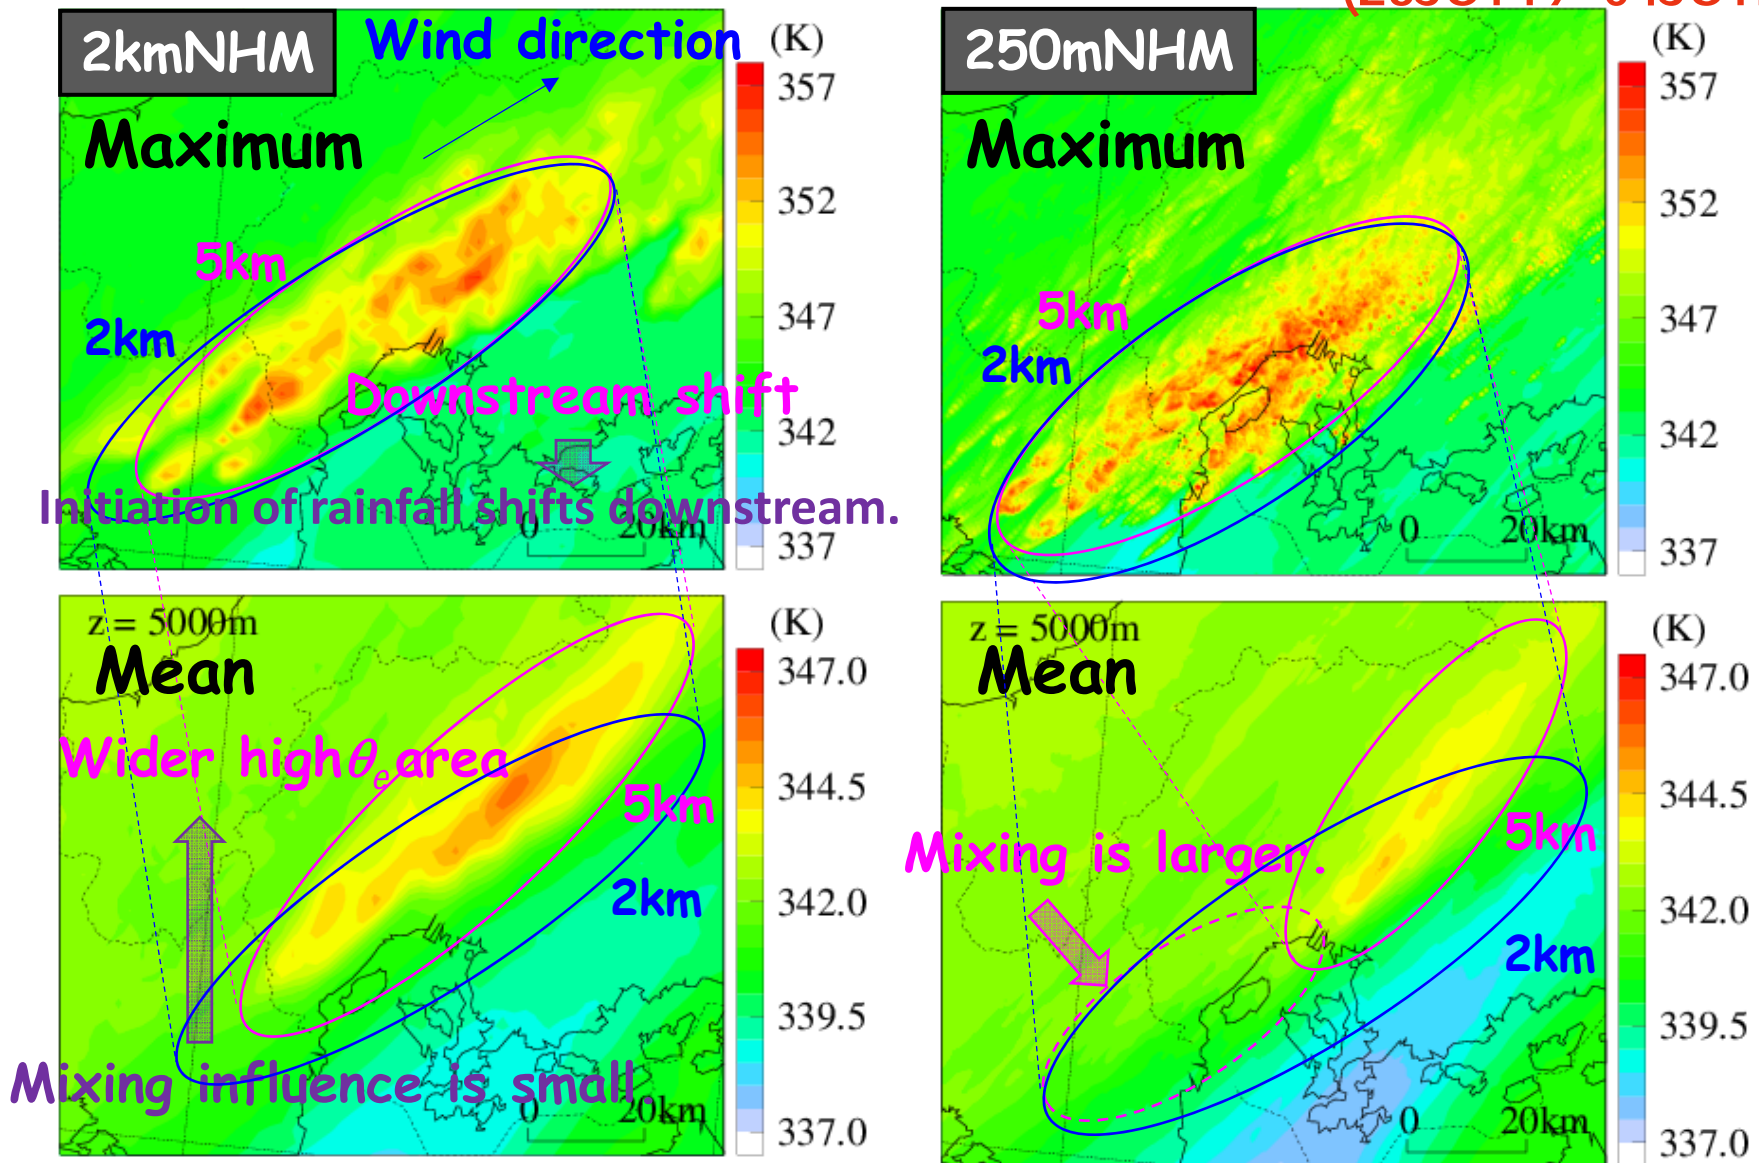 2kmNHM
Wind direction
(K)
Maximum
357
352
347
342
337
5km
2km
Downstream shift
Initiation of rainfall shifts downstream.
0 20km
250mNHM
(K)
Maximum
357
352
347
342
337
5km
2km
0 20km
z = 5000m
(K)
Mean
347.0
344.5
342.0
339.5
337.0
Wider highθe area
5km
2km
Mixing influence is small.
0 20km
z = 5000m
(K)
Mean
347.0
344.5
342.0
339.5
337.0
Mixing is larger.
5km
2km
0 20km